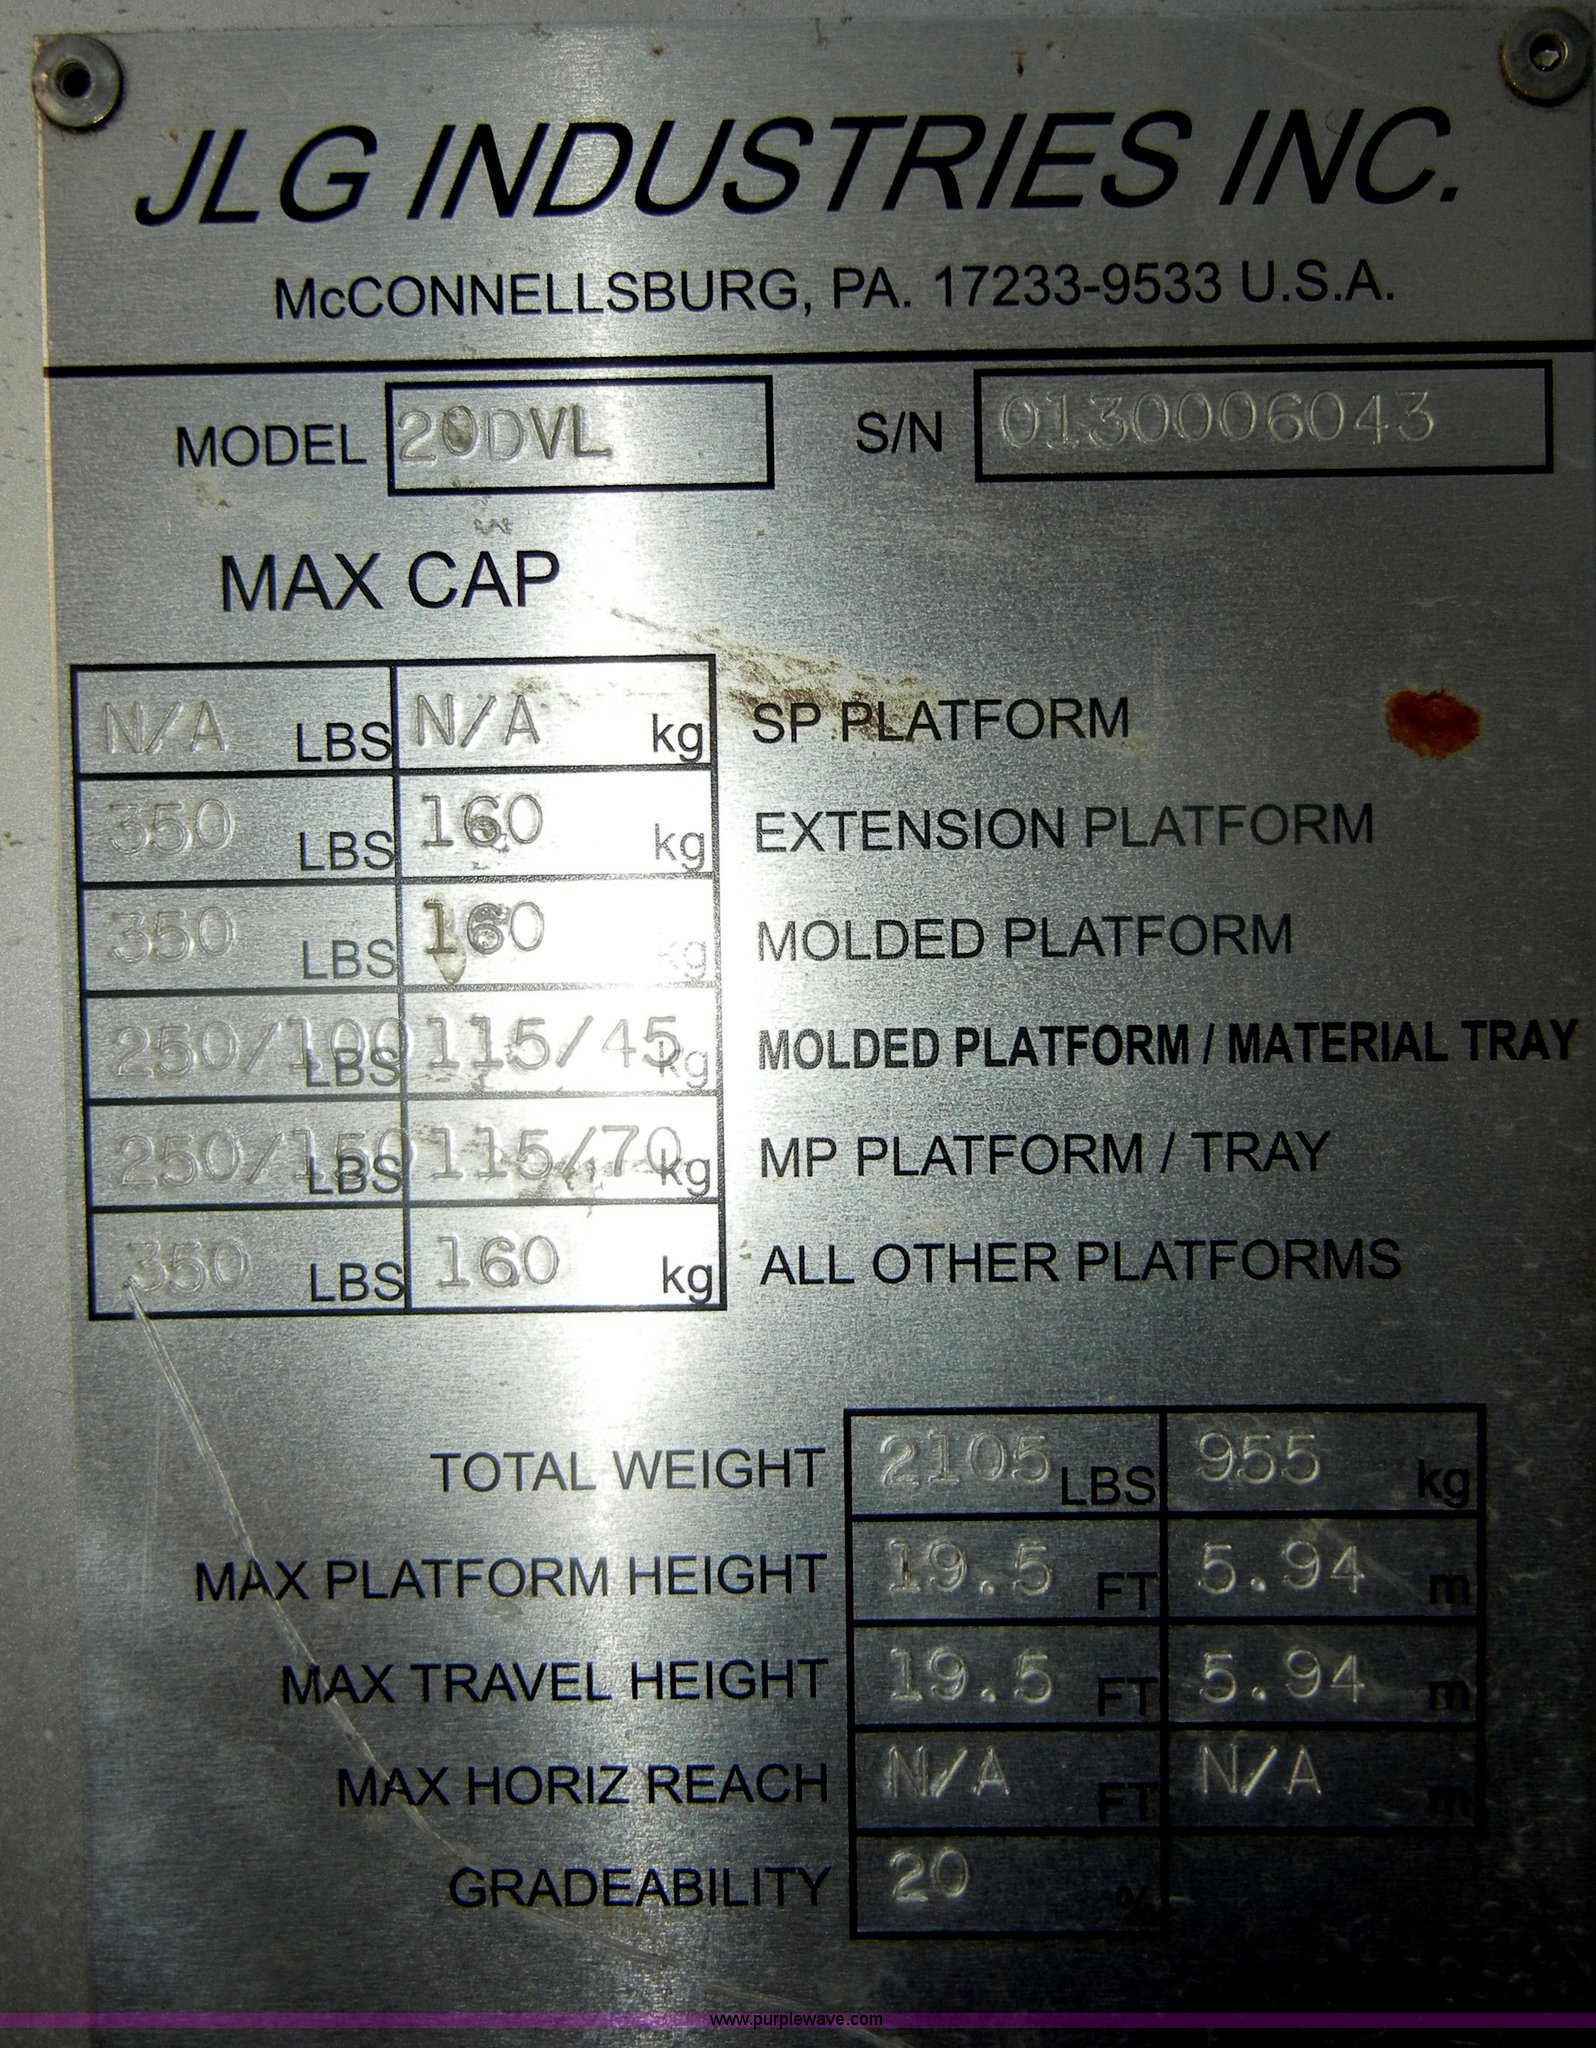 JLG INDUSTRIES INC.
McCONNELLSBURG, PA. 17233-9533 U.S.A.
MODEL 20DVL S/N 0130006043
MAX CAP
N/A LBS N/A kg SP PLATFORM
350 LBS 160 kg EXTENSION PLATFORM
350 LBS 160 kg MOLDED PLATFORM
250/100 LBS 115/45 kg MOLDED PLATFORM / MATERIAL TRAY
250/150 LBS 115/70 kg MP PLATFORM / TRAY
350 LBS 160 kg ALL OTHER PLATFORMS
TOTAL WEIGHT 2105 LBS 955 kg
MAX PLATFORM HEIGHT 19.5 FT 5.94 m
MAX TRAVEL HEIGHT 19.5 FT 5.94 m
MAX HORIZ REACH N/A FT N/A m
GRADEABILITY 20 %
www.purplewave.com